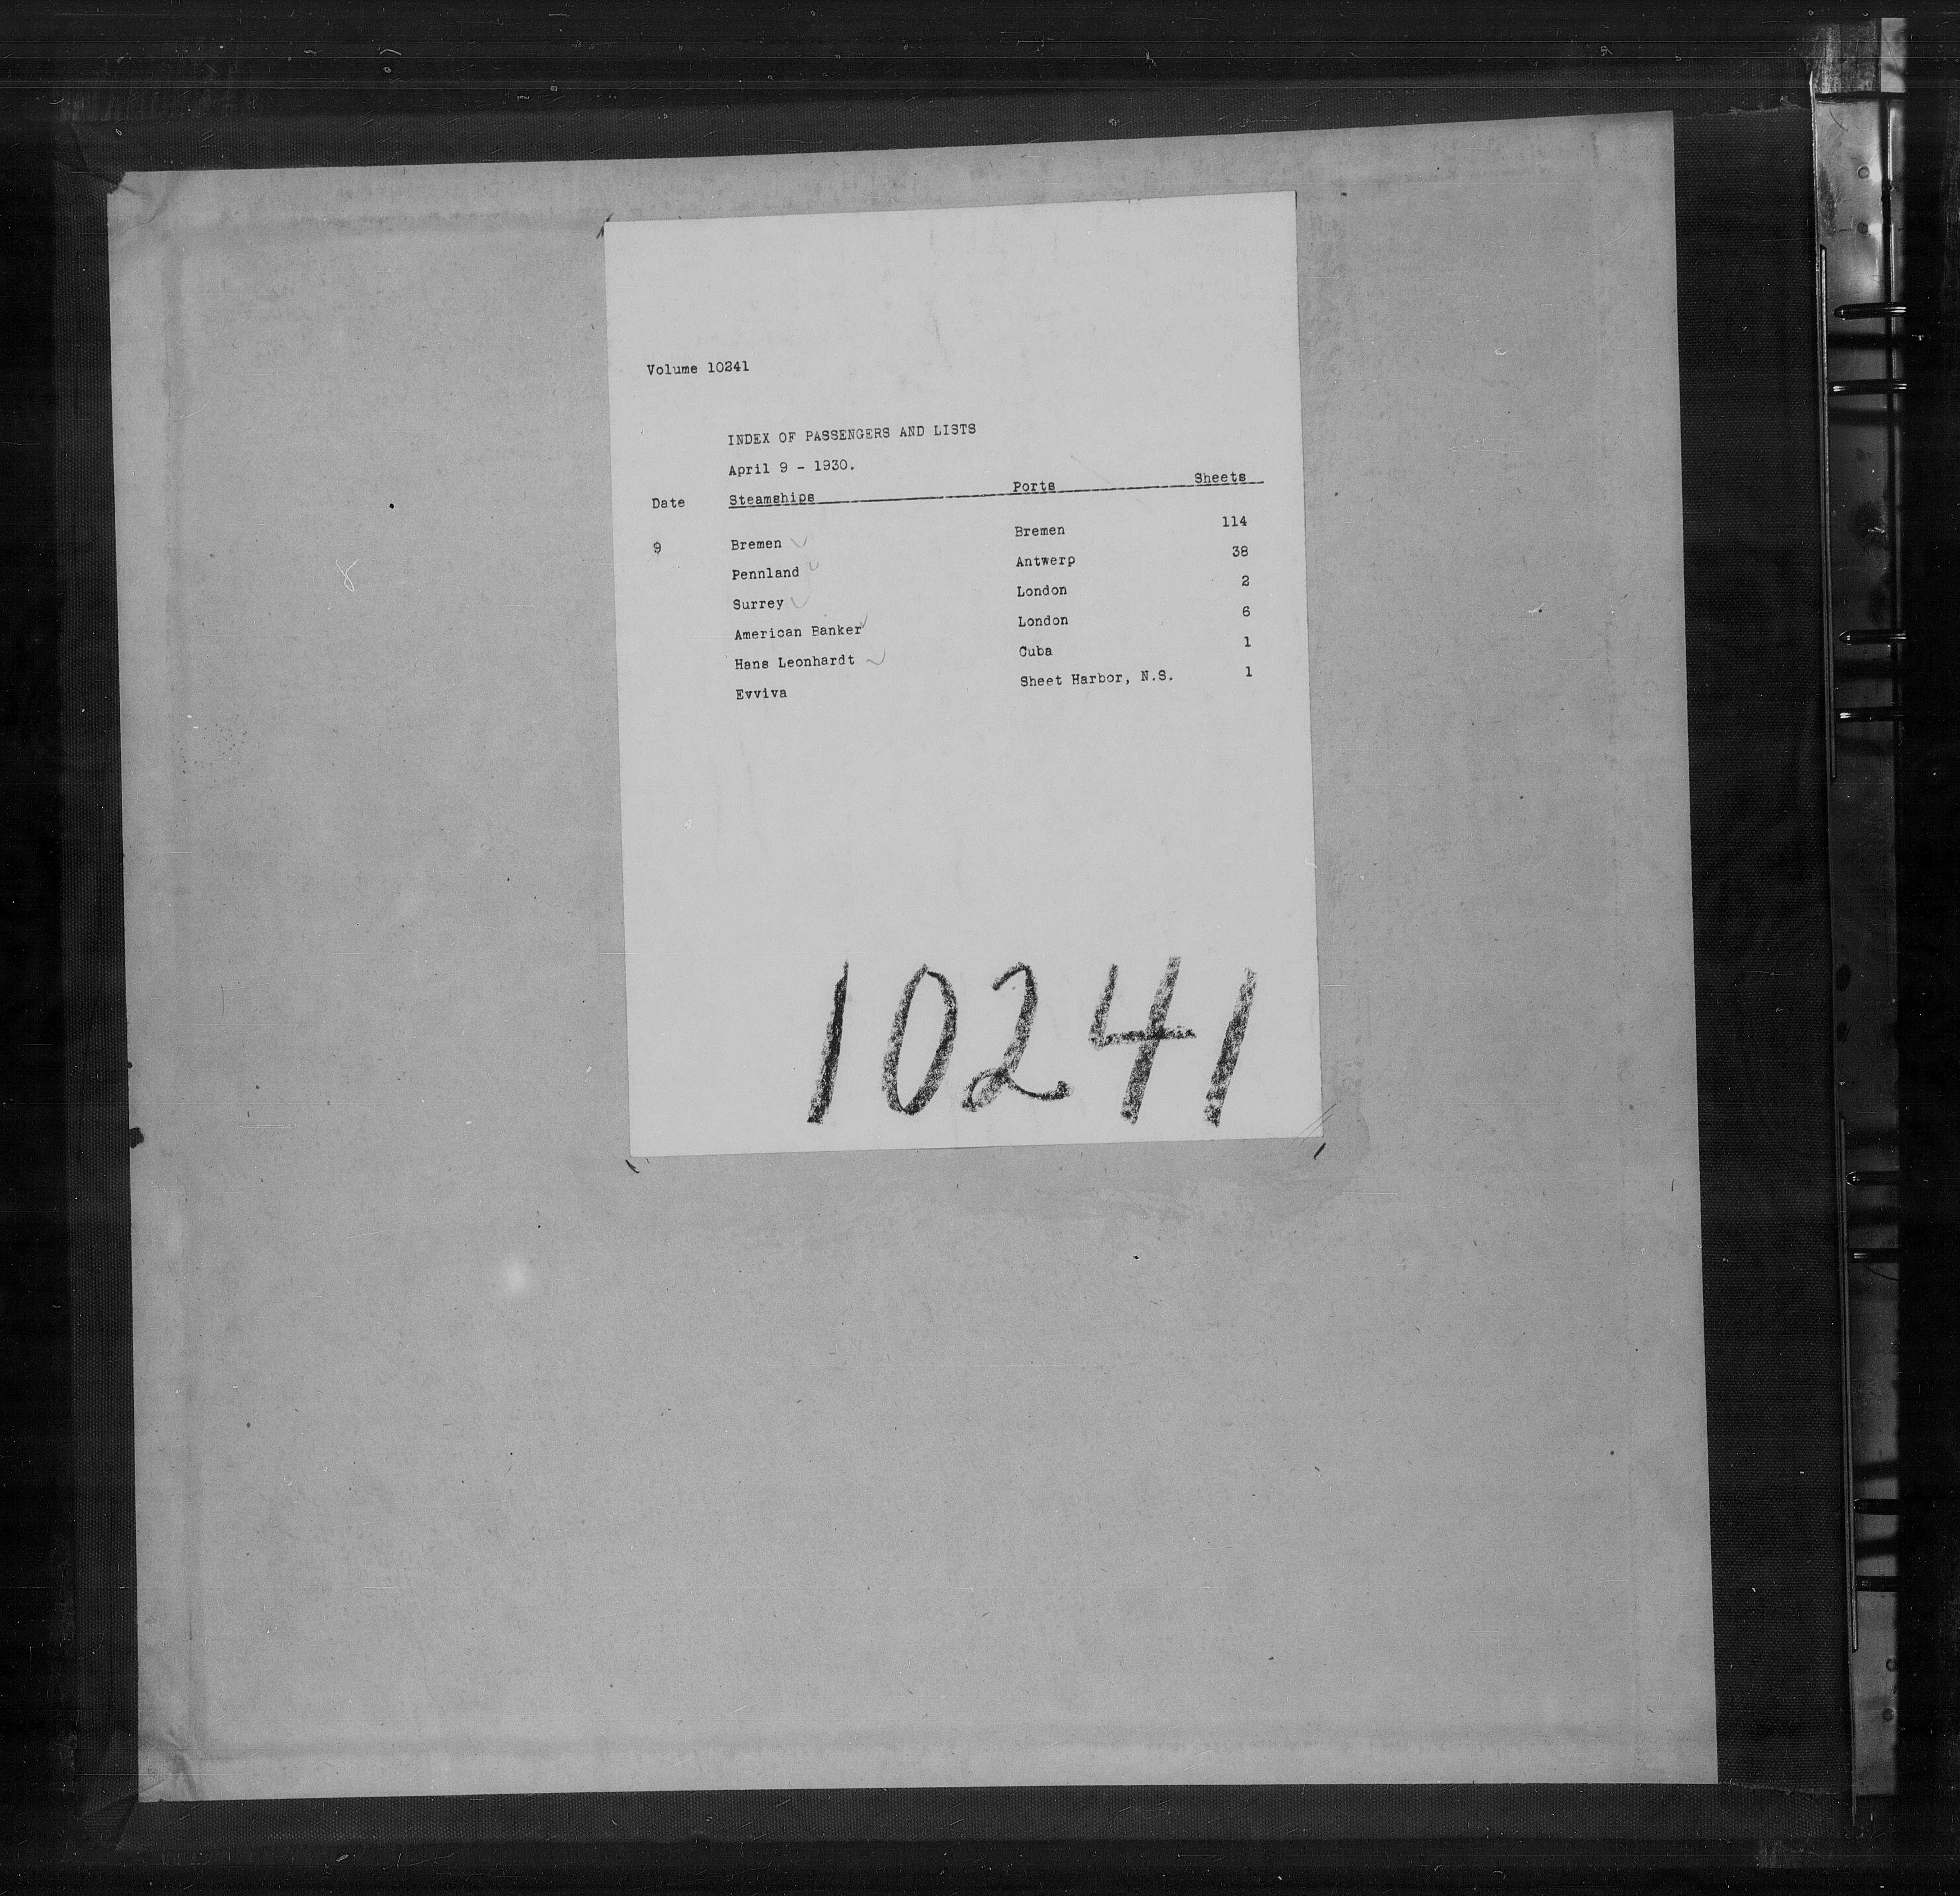 Volume 10241
INDEX OF PASSENGERS AND LISTS
April 9 - 1930.
Date Steamships Ports Sheets
9 Bremen Bremen 114
Pennland Antwerp 38
Surrey London 2
American Banker London 6
Hans Leonhardt Cuba 1
Evviva Sheet Harbor, N.S. 1
10241